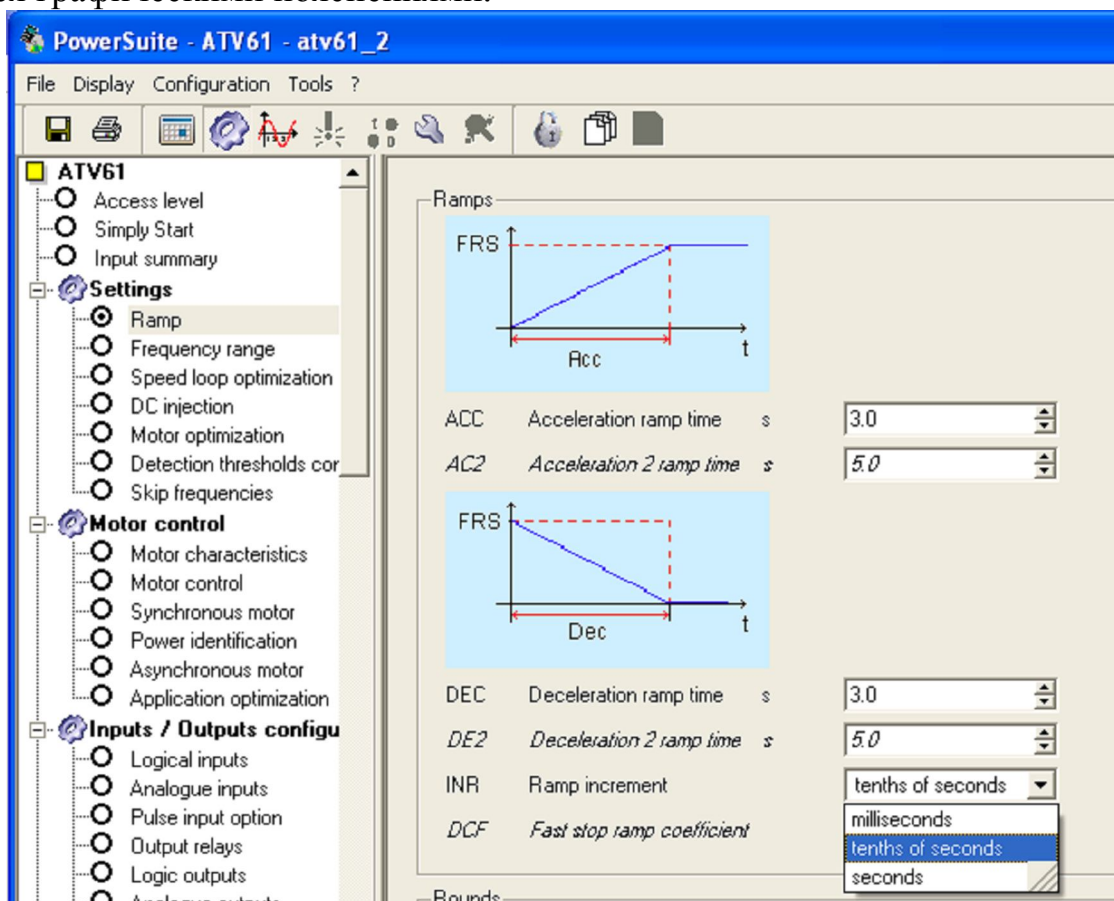 графическими пояснениями.
PowerSuite - ATV61 - atv61_2
File Display Configuration Tools ?
ATV61
Access level
Simply Start
Input summary
Settings
Ramp
Frequency range
Speed loop optimization
DC injection
Motor optimization
Detection thresholds cor
Skip frequencies
Motor control
Motor characteristics
Motor control
Synchronous motor
Power identification
Asynchronous motor
Application optimization
Inputs / Outputs configu
Logical inputs
Analogue inputs
Pulse input option
Output relays
Logic outputs
Analogue outputs
Ramps
FRS
Acc
t
ACC Acceleration ramp time s 3.0
AC2 Acceleration 2 ramp time s 5.0
FRS
Dec
t
DEC Deceleration ramp time s 3.0
DE2 Deceleration 2 ramp time s 5.0
INR Ramp increment tenths of seconds
milliseconds
tenths of seconds
seconds
DCF Fast stop ramp coefficient
Rounds